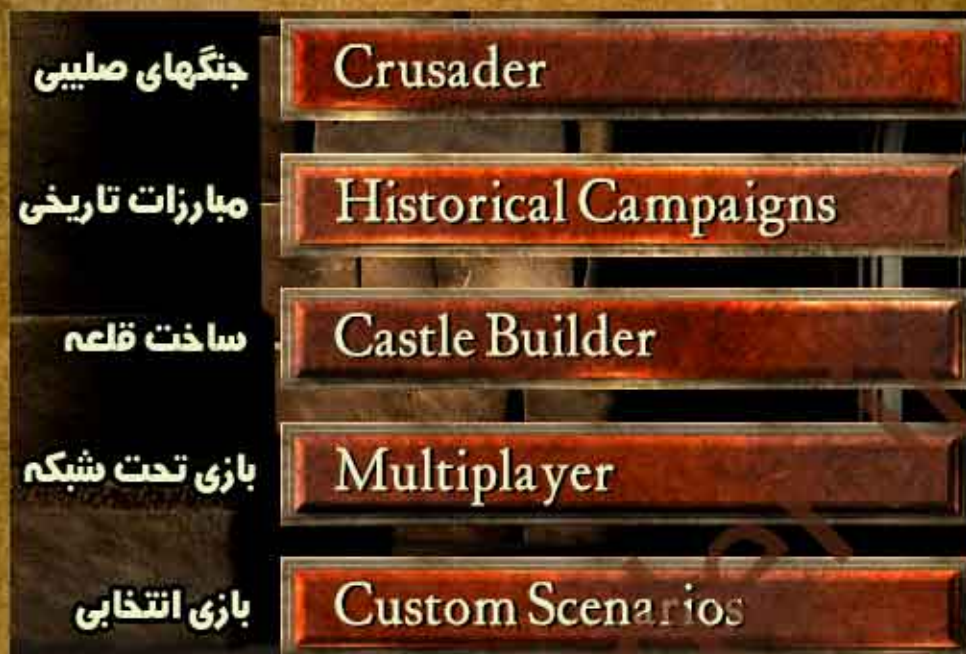 جنگهای صلیبی
Crusader
مبارزات تاریخی
Historical Campaigns
ساخت قلعه
Castle Builder
بازی تحت شبکه
Multiplayer
بازی انتخابی
Custom Scenarios